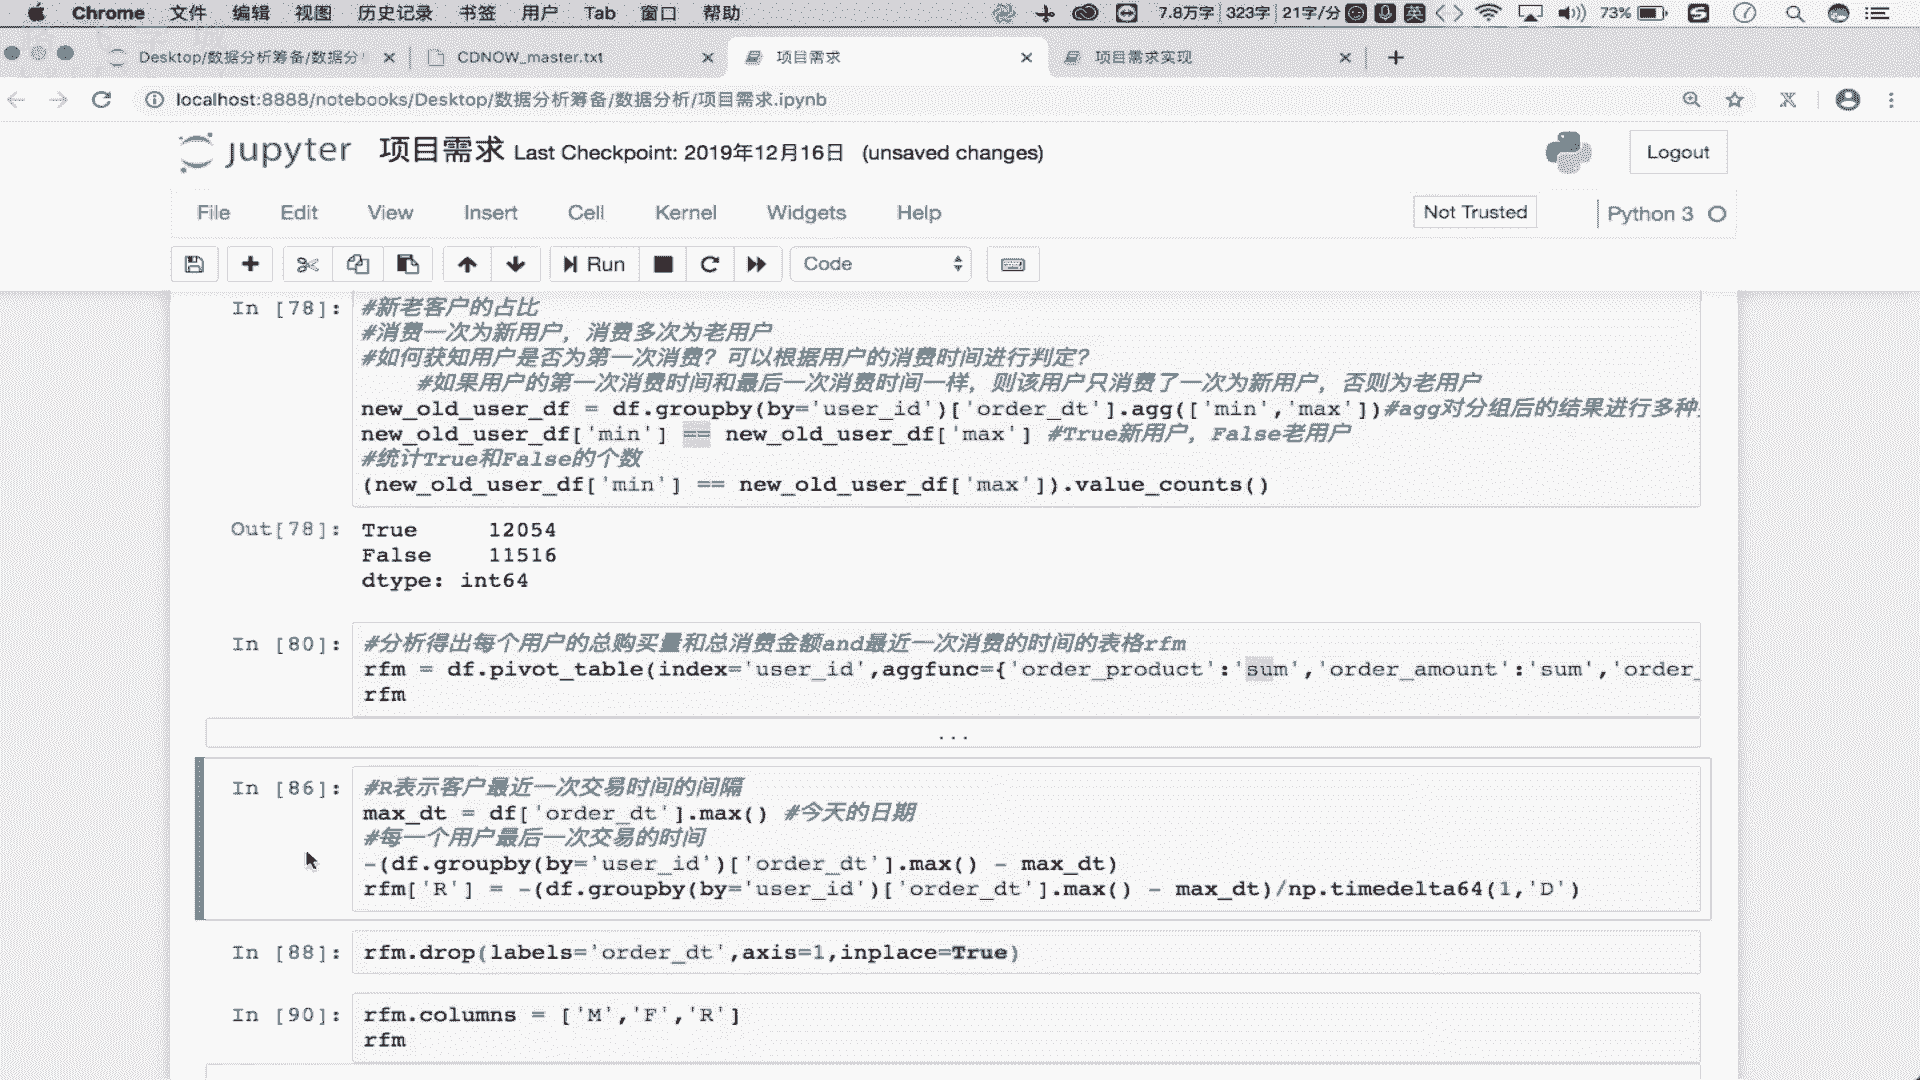 Chrome 文件 编辑 视图 历史记录 书签 用户 Tab 窗口 帮助 7.8万字 323字 21字/分 英 73%
Desktop/数据分析筹备/数据分 CDNOW_master.txt 项目需求 项目需求实现
localhost:8888/notebooks/Desktop/数据分析筹备/数据分析/项目需求.ipynb
jupyter 项目需求 Last Checkpoint: 2019年12月16日 (unsaved changes) Logout
File Edit View Insert Cell Kernel Widgets Help Not Trusted Python 3
Run Code
In [78]: #新老客户的占比
#消费一次为新用户，消费多次为老用户
#如何获知用户是否为第一次消费？可以根据用户的消费时间进行判定？
#如果用户的第一次消费时间和最后一次消费时间一样，则该用户只消费了一次为新用户，否则为老用户
new_old_user_df = df.groupby(by='user_id')['order_dt'].agg(['min','max'])#agg对分组后的结果进行多种
new_old_user_df['min'] == new_old_user_df['max'] #True新用户，False老用户
#统计True和False的个数
(new_old_user_df['min'] == new_old_user_df['max']).value_counts()
Out[78]: True 12054
False 11516
dtype: int64
In [80]: #分析得出每个用户的总购买量和总消费金额and最近一次消费的时间的表格rfm
rfm = df.pivot_table(index='user_id',aggfunc={'order_product':'sum','order_amount':'sum','order_
rfm
...
In [86]: #R表示客户最近一次交易时间的间隔
max_dt = df['order_dt'].max() #今天的日期
#每一个用户最后一次交易的时间
-(df.groupby(by='user_id')['order_dt'].max() - max_dt)
rfm['R'] = -(df.groupby(by='user_id')['order_dt'].max() - max_dt)/np.timedelta64(1,'D')
In [88]: rfm.drop(labels='order_dt',axis=1,inplace=True)
In [90]: rfm.columns = ['M','F','R']
rfm